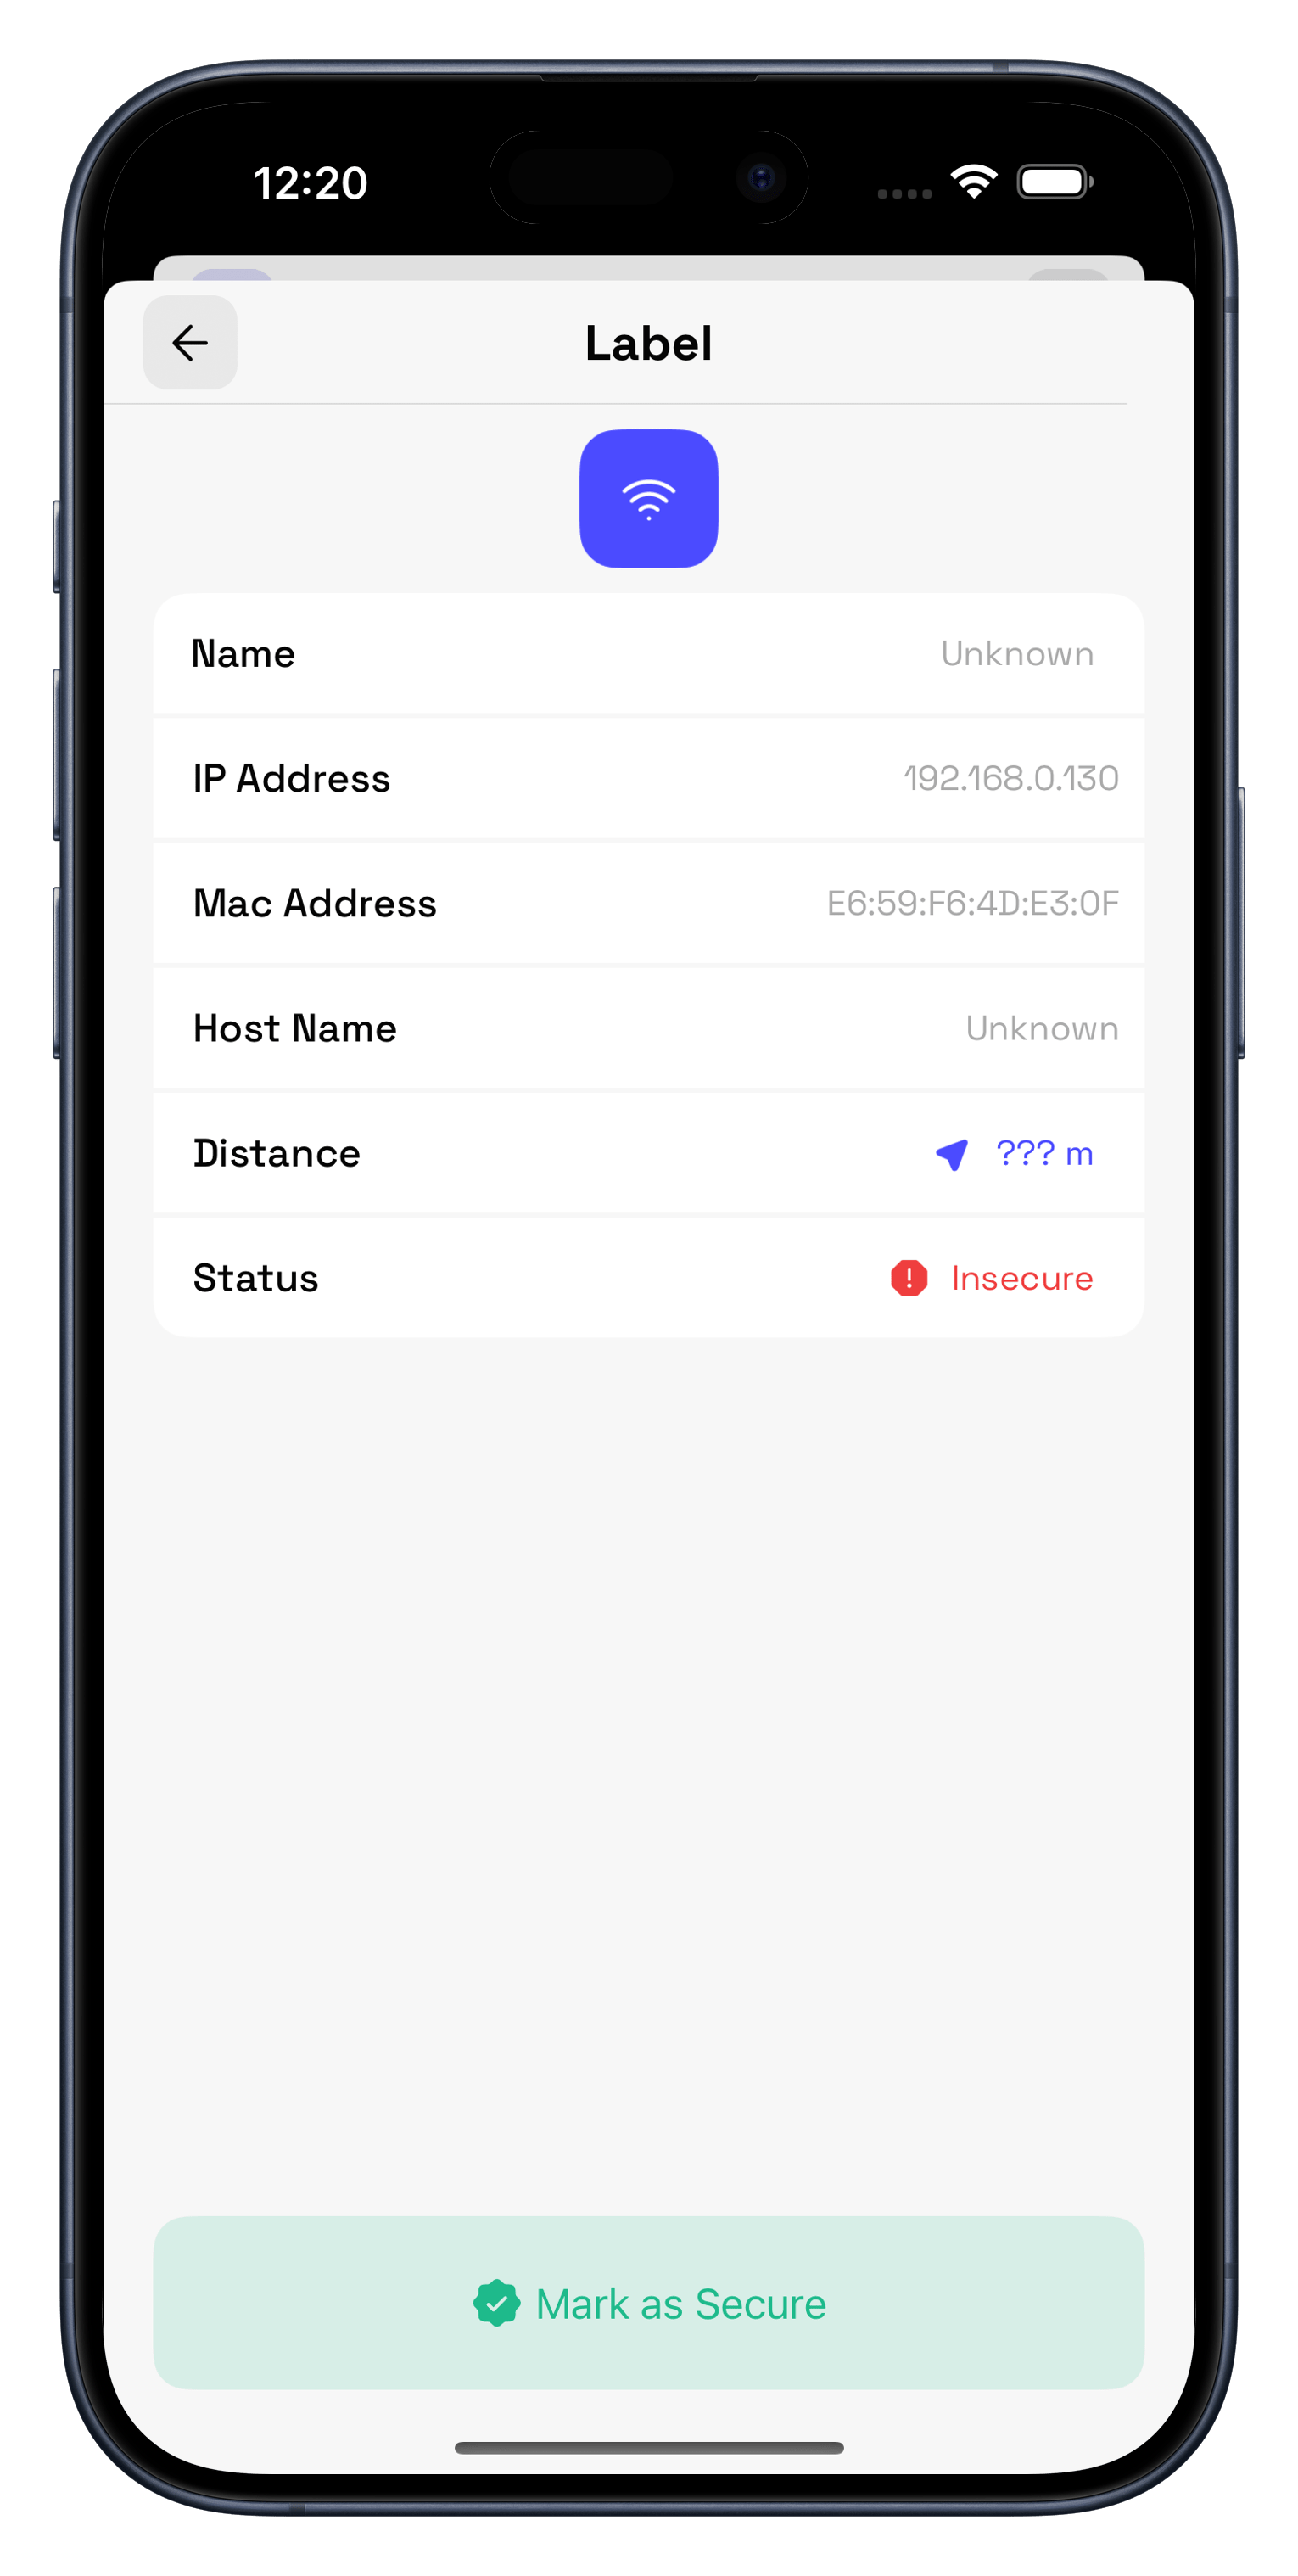 12:20
Label
Name Unknown
IP Address 192.168.0.130
Mac Address E6:59:F6:4D:E3:0F
Host Name Unknown
Distance ??? m
Status Insecure
Mark as Secure